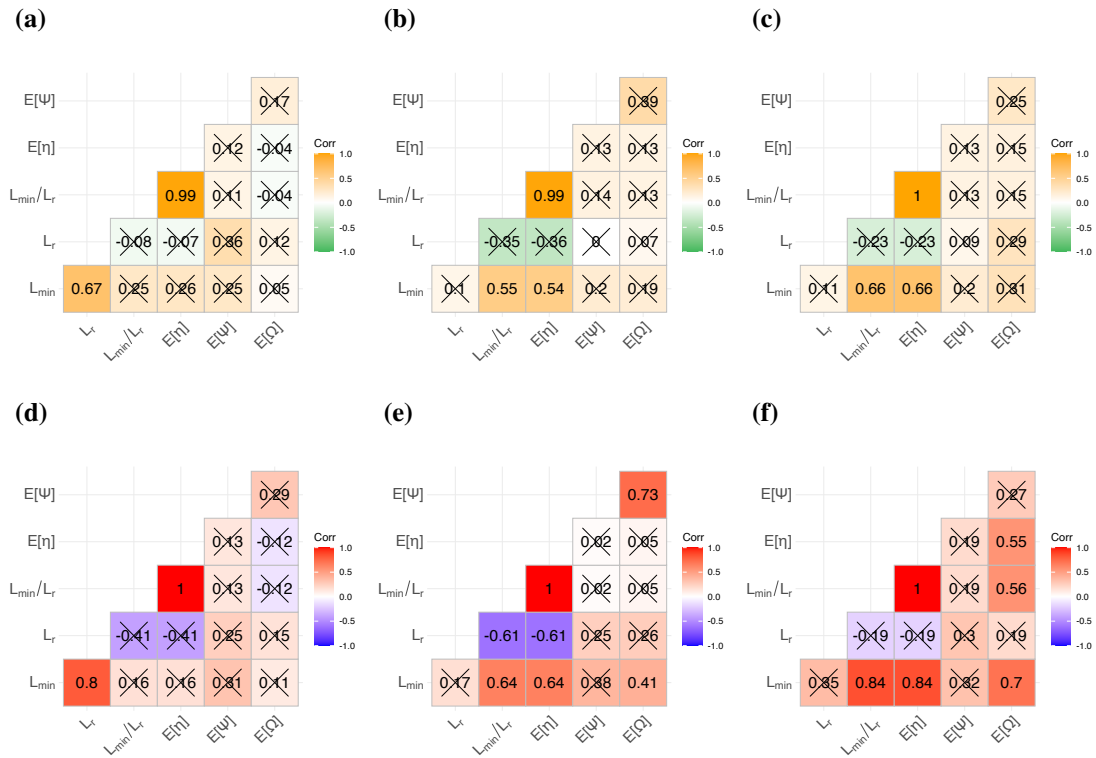 (a)
E[Ψ] 0.17
E[η] 0.12 -0.04
L_min/L_r 0.99 0.11 -0.04
L_r -0.08 -0.07 0.36 0.12
L_min 0.67 0.25 0.26 0.25 0.05
L_r L_min/L_r E[η] E[Ψ] E[Ω]
Corr
1.0
0.5
0.0
-0.5
-1.0
(b)
E[Ψ] 0.39
E[η] 0.13 0.13
L_min/L_r 0.99 0.14 0.13
L_r -0.35 -0.36 0 0.07
L_min 0.1 0.55 0.54 0.2 0.19
L_r L_min/L_r E[η] E[Ψ] E[Ω]
Corr
1.0
0.5
0.0
-0.5
-1.0
(c)
E[Ψ] 0.25
E[η] 0.13 0.15
L_min/L_r 1 0.13 0.15
L_r -0.23 -0.23 0.09 0.29
L_min 0.11 0.66 0.66 0.2 0.31
L_r L_min/L_r E[η] E[Ψ] E[Ω]
Corr
1.0
0.5
0.0
-0.5
-1.0
(d)
E[Ψ] 0.29
E[η] 0.13 -0.12
L_min/L_r 1 0.13 -0.12
L_r -0.41 -0.41 0.25 0.15
L_min 0.8 0.16 0.16 0.31 0.11
L_r L_min/L_r E[η] E[Ψ] E[Ω]
Corr
1.0
0.5
0.0
-0.5
-1.0
(e)
E[Ψ] 0.73
E[η] 0.02 0.05
L_min/L_r 1 0.02 0.05
L_r -0.61 -0.61 0.25 0.26
L_min 0.17 0.64 0.64 0.38 0.41
L_r L_min/L_r E[η] E[Ψ] E[Ω]
Corr
1.0
0.5
0.0
-0.5
-1.0
(f)
E[Ψ] 0.27
E[η] 0.19 0.55
L_min/L_r 1 0.19 0.56
L_r -0.19 -0.19 0.3 0.19
L_min 0.35 0.84 0.84 0.32 0.7
L_r L_min/L_r E[η] E[Ψ] E[Ω]
Corr
1.0
0.5
0.0
-0.5
-1.0